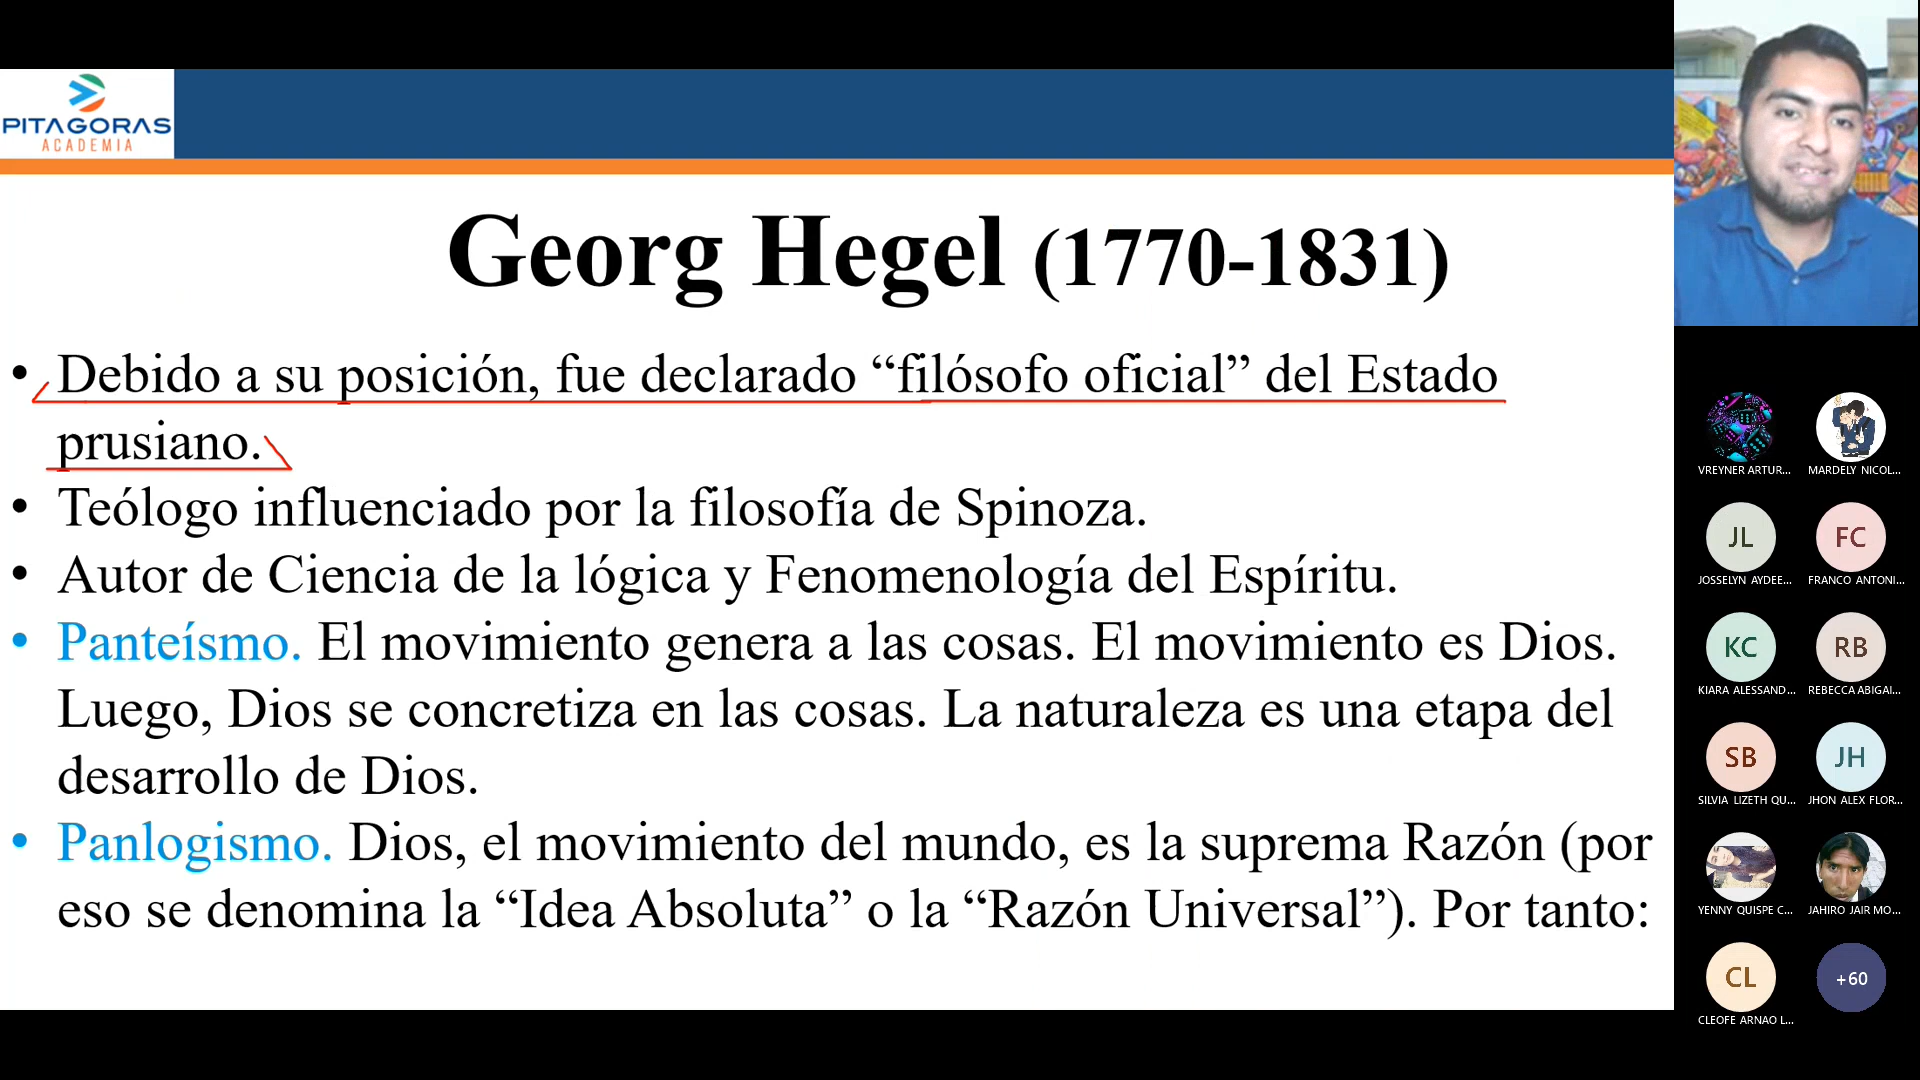 PITAGORAS
ACADEMIA
Georg Hegel (1770-1831)
• Debido a su posición, fue declarado “filósofo oficial” del Estado
prusiano.
• Teólogo influenciado por la filosofía de Spinoza.
• Autor de Ciencia de la lógica y Fenomenología del Espíritu.
• Panteísmo. El movimiento genera a las cosas. El movimiento es Dios.
Luego, Dios se concretiza en las cosas. La naturaleza es una etapa del
desarrollo de Dios.
• Panlogismo. Dios, el movimiento del mundo, es la suprema Razón (por
eso se denomina la “Idea Absoluta” o la “Razón Universal”). Por tanto:
VREYNER ARTUR... MARDELY NICOL...
JL FC
JOSSELYN AYDEE... FRANCO ANTONI...
KC RB
KIARA ALESSAND... REBECCA ABIGAI...
SB JH
SILVIA LIZETH QU... JHON ALEX FLOR...
YENNY QUISPE C... JAHIRO JAIR MO...
CL +60
CLEOFE ARNAO L...